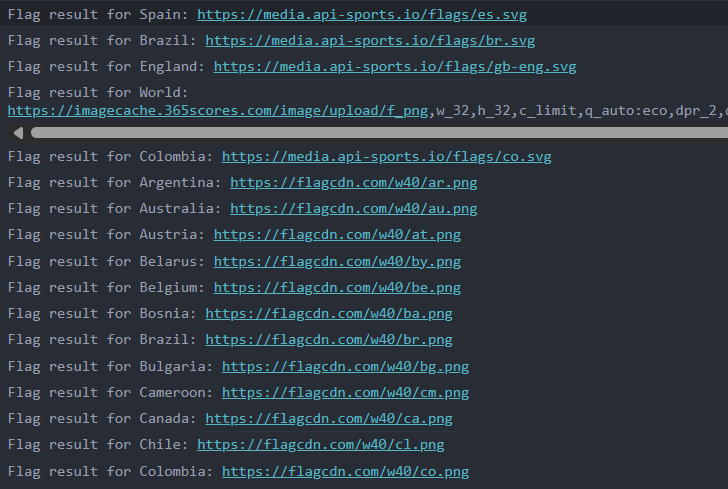 Flag result for Spain: https://media.api-sports.io/flags/es.svg
Flag result for Brazil: https://media.api-sports.io/flags/br.svg
Flag result for England: https://media.api-sports.io/flags/gb-eng.svg
Flag result for World:
https://imagecache.365scores.com/image/upload/f_png,w_32,h_32,c_limit,q_auto:eco,dpr_2,
Flag result for Colombia: https://media.api-sports.io/flags/co.svg
Flag result for Argentina: https://flagcdn.com/w40/ar.png
Flag result for Australia: https://flagcdn.com/w40/au.png
Flag result for Austria: https://flagcdn.com/w40/at.png
Flag result for Belarus: https://flagcdn.com/w40/by.png
Flag result for Belgium: https://flagcdn.com/w40/be.png
Flag result for Bosnia: https://flagcdn.com/w40/ba.png
Flag result for Brazil: https://flagcdn.com/w40/br.png
Flag result for Bulgaria: https://flagcdn.com/w40/bg.png
Flag result for Cameroon: https://flagcdn.com/w40/cm.png
Flag result for Canada: https://flagcdn.com/w40/ca.png
Flag result for Chile: https://flagcdn.com/w40/cl.png
Flag result for Colombia: https://flagcdn.com/w40/co.png